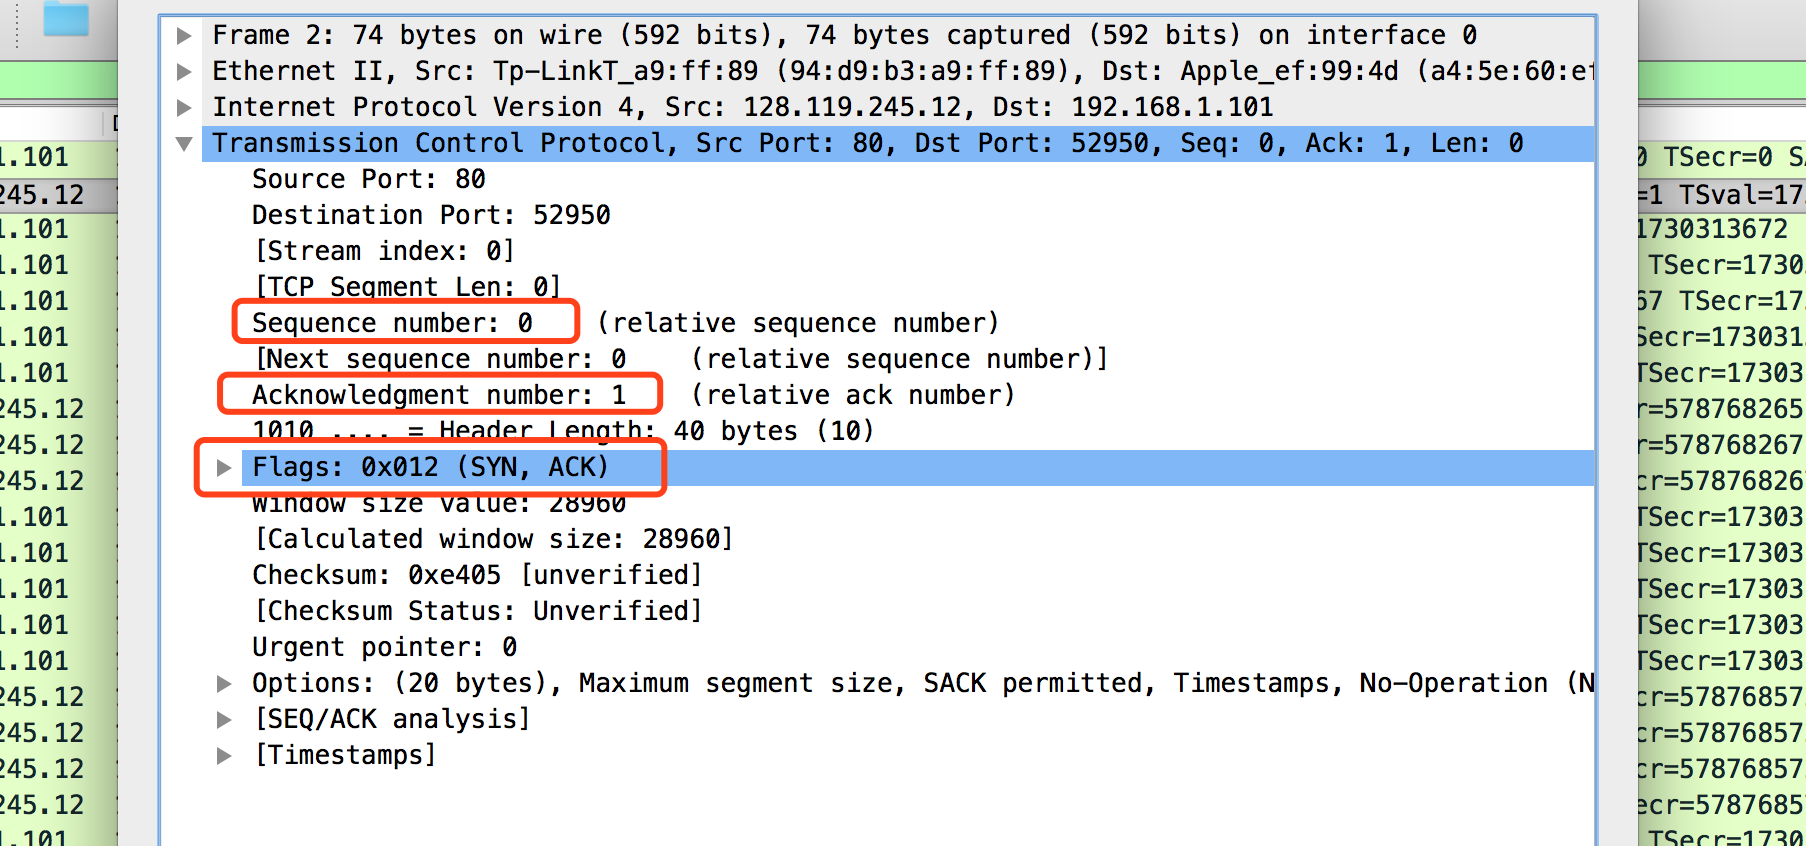 Frame 2: 74 bytes on wire (592 bits), 74 bytes captured (592 bits) on interface 0
Ethernet II, Src: Tp-LinkT_a9:ff:89 (94:d9:b3:a9:ff:89), Dst: Apple_ef:99:4d (a4:5e:60:ef
Internet Protocol Version 4, Src: 128.119.245.12, Dst: 192.168.1.101
Transmission Control Protocol, Src Port: 80, Dst Port: 52950, Seq: 0, Ack: 1, Len: 0
Source Port: 80
Destination Port: 52950
[Stream index: 0]
[TCP Segment Len: 0]
Sequence number: 0 (relative sequence number)
[Next sequence number: 0 (relative sequence number)]
Acknowledgment number: 1 (relative ack number)
1010 .... = Header Length: 40 bytes (10)
Flags: 0x012 (SYN, ACK)
Window size value: 28960
[Calculated window size: 28960]
Checksum: 0xe405 [unverified]
[Checksum Status: Unverified]
Urgent pointer: 0
Options: (20 bytes), Maximum segment size, SACK permitted, Timestamps, No-Operation (N
[SEQ/ACK analysis]
[Timestamps]
1.101
245.12
1.101
1.101
1.101
1.101
1.101
245.12
245.12
245.12
1.101
1.101
1.101
1.101
1.101
245.12
245.12
245.12
245.12
1.101
0 TSecr=0 SA
=1 TSval=17
1730313672
TSecr=1730
67 TSecr=17
Secr=173031
TSecr=17303
r=578768265
r=578768267
cr=57876826
TSecr=17303
TSecr=17303
TSecr=17303
TSecr=17303
TSecr=17303
cr=57876857
cr=57876857
cr=57876857
ecr=5787685
TSecr=1730